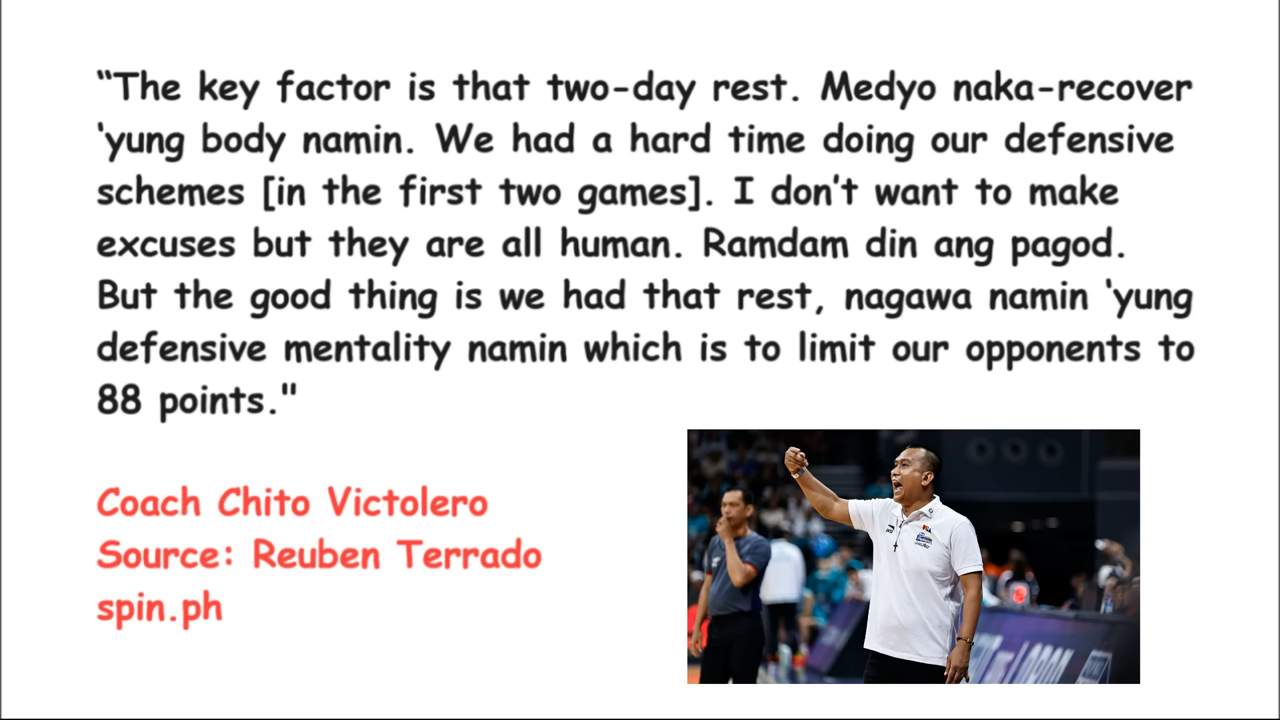 “The key factor is that two-day rest. Medyo naka-recover
‘yung body namin. We had a hard time doing our defensive
schemes [in the first two games]. I don't want to make
excuses but they are all human. Ramdam din ang pagod.
But the good thing is we had that rest, nagawa namin ‘yung
defensive mentality namin which is to limit our opponents to
88 points."
Coach Chito Victolero
Source: Reuben Terrado
spin.ph